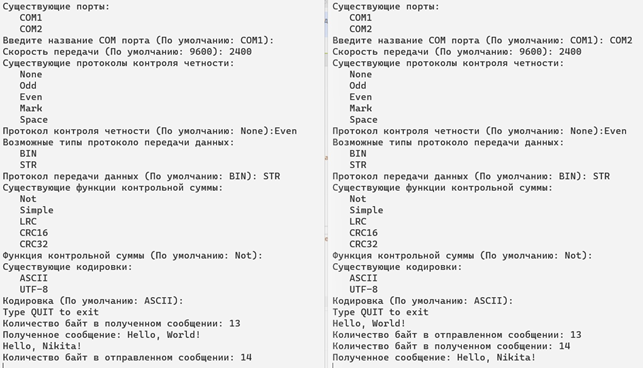 Существующие порты:
COM1
COM2
Введите название COM порта (По умолчанию: COM1):
Скорость передачи (По умолчанию: 9600): 2400
Существующие протоколы контроля четности:
None
Odd
Even
Mark
Space
Протокол контроля четности (По умолчанию: None):Even
Возможные типы протоколо передачи данных:
BIN
STR
Протокол передачи данных (По умолчанию: BIN): STR
Существующие функции контрольной суммы:
Not
Simple
LRC
CRC16
CRC32
Функция контрольной суммы (По умолчанию: Not):
Существующие кодировки:
ASCII
UTF-8
Кодировка (По умолчанию: ASCII):
Type QUIT to exit
Количество байт в полученном сообщении: 13
Полученное сообщение: Hello, World!
Hello, Nikita!
Количество байт в отправленном сообщении: 14
Существующие порты:
COM1
COM2
Введите название COM порта (По умолчанию: COM1): COM2
Скорость передачи (По умолчанию: 9600): 2400
Существующие протоколы контроля четности:
None
Odd
Even
Mark
Space
Протокол контроля четности (По умолчанию: None):Even
Возможные типы протоколо передачи данных:
BIN
STR
Протокол передачи данных (По умолчанию: BIN): STR
Существующие функции контрольной суммы:
Not
Simple
LRC
CRC16
CRC32
Функция контрольной суммы (По умолчанию: Not):
Существующие кодировки:
ASCII
UTF-8
Кодировка (По умолчанию: ASCII):
Type QUIT to exit
Hello, World!
Количество байт в отправленном сообщении: 13
Количество байт в полученном сообщении: 14
Полученное сообщение: Hello, Nikita!